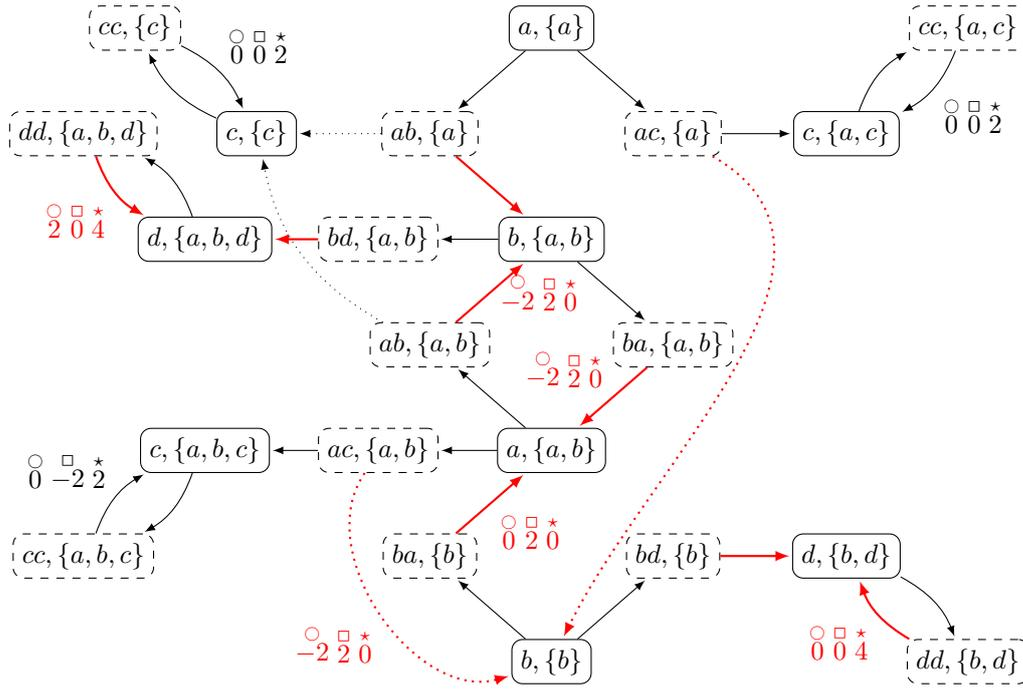 cc, {c}
○ □ ⋆
0 0 2
a, {a}
cc, {a, c}
○ □ ⋆
0 0 2
dd, {a, b, d}
c, {c}
ab, {a}
ac, {a}
c, {a, c}
○ □ ⋆
2 0 4
d, {a, b, d}
bd, {a, b}
b, {a, b}
○ □ ⋆
−2 2 0
ab, {a, b}
ba, {a, b}
○ □ ⋆
−2 2 0
c, {a, b, c}
ac, {a, b}
a, {a, b}
○ □ ⋆
0 −2 2
○ □ ⋆
0 2 0
cc, {a, b, c}
ba, {b}
bd, {b}
d, {b, d}
○ □ ⋆
−2 2 0
b, {b}
○ □ ⋆
0 0 4
dd, {b, d}